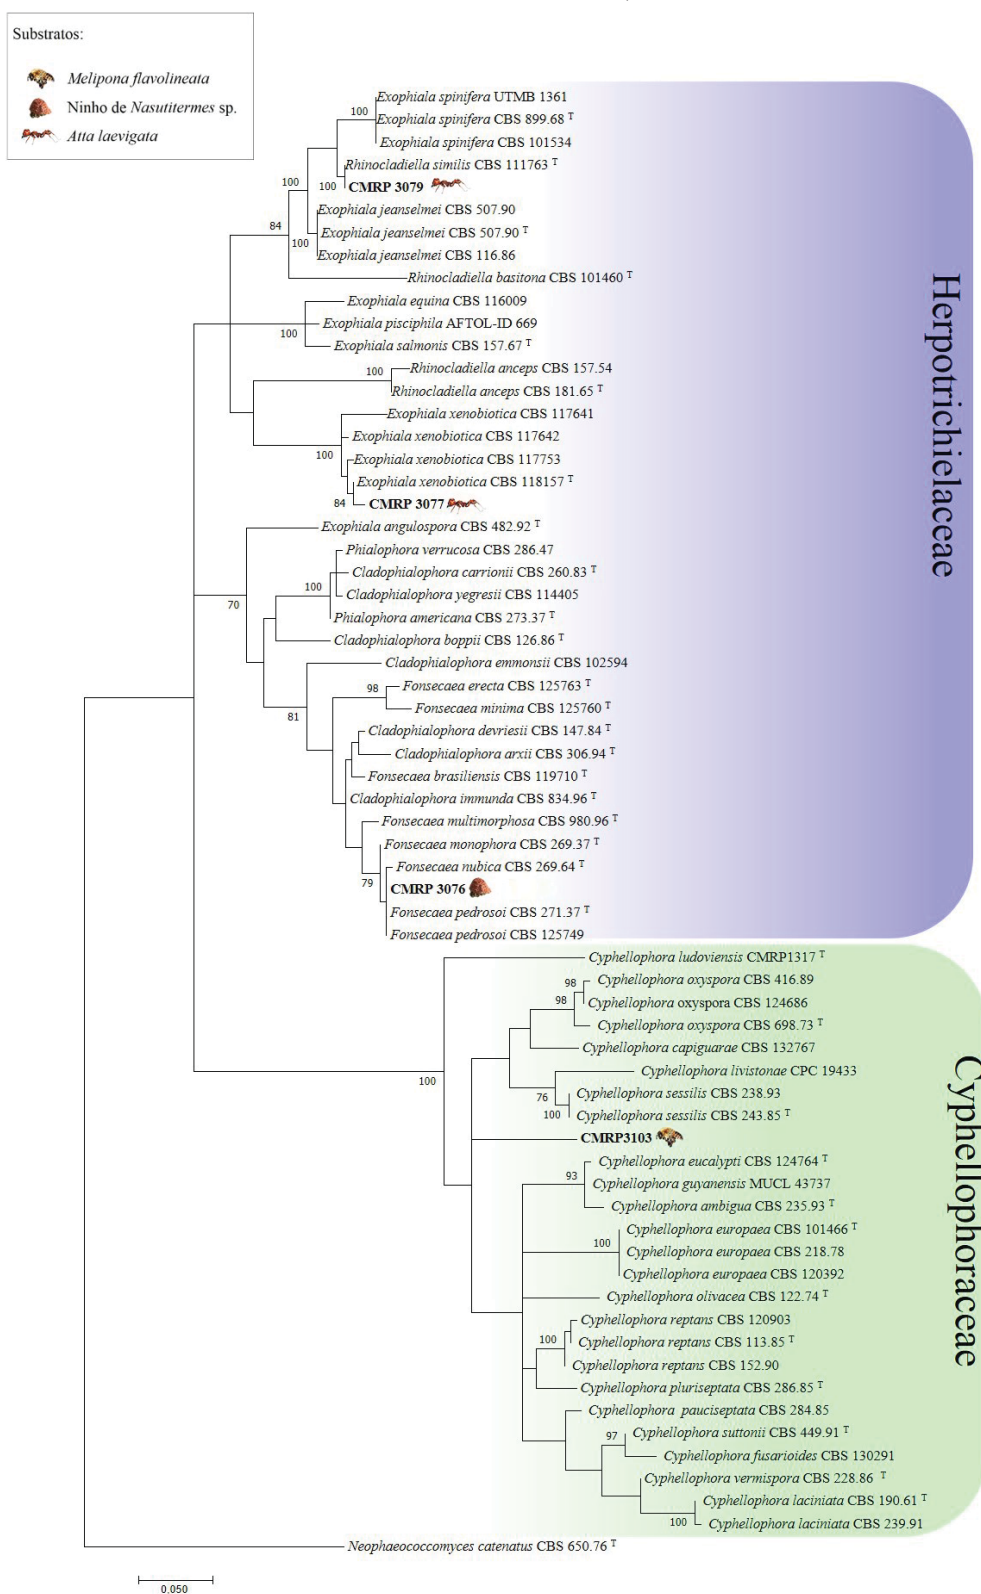 Substratos:
Melipona flavolineata
Ninho de Nasutitermes sp.
Atta laevigata
Exophiala spinifera UTMB 1361
100
Exophiala spinifera CBS 899.68 T
Exophiala spinifera CBS 101534
Rhinocladiella similis CBS 111763 T
100
100
CMRP 3079
Exophiala jeanselmei CBS 507.90
84
Exophiala jeanselmei CBS 507.90 T
100
Exophiala jeanselmei CBS 116.86
Rhinocladiella basitona CBS 101460 T
Exophiala equina CBS 116009
Exophiala pisciphila AFTOL-ID 669
100
Exophiala salmonis CBS 157.67 T
Rhinocladiella anceps CBS 157.54
100
Rhinocladiella anceps CBS 181.65 T
Exophiala xenobiotica CBS 117641
Exophiala xenobiotica CBS 117642
100
Exophiala xenobiotica CBS 117753
Exophiala xenobiotica CBS 118157 T
84
CMRP 3077
Exophiala angulospora CBS 482.92 T
Phialophora verrucosa CBS 286.47
Cladophialophora carrionii CBS 260.83 T
100
Cladophialophora yegresii CBS 114405
70
Phialophora americana CBS 273.37 T
Cladophialophora boppii CBS 126.86 T
Cladophialophora emmonsii CBS 102594
98
Fonsecaea erecta CBS 125763 T
Fonsecaea minima CBS 125760 T
81
Cladophialophora devriesii CBS 147.84 T
Cladophialophora arxii CBS 306.94 T
Fonsecaea brasiliensis CBS 119710 T
Cladophialophora immunda CBS 834.96 T
Fonsecaea multimorphosa CBS 980.96 T
Fonsecaea monophora CBS 269.37 T
Fonsecaea nubica CBS 269.64 T
79
CMRP 3076
Fonsecaea pedrosoi CBS 271.37 T
Fonsecaea pedrosoi CBS 125749
Herpotrichielaceae
Cyphellophora ludoviensis CMRP1317 T
98
Cyphellophora oxyspora CBS 416.89
98
Cyphellophora oxyspora CBS 124686
Cyphellophora oxyspora CBS 698.73 T
Cyphellophora capiguarae CBS 132767
Cyphellophora livistonae CPC 19433
100
76
Cyphellophora sessilis CBS 238.93
100
Cyphellophora sessilis CBS 243.85 T
CMRP3103
Cyphellophora eucalypti CBS 124764 T
93
Cyphellophora guyanensis MUCL 43737
Cyphellophora ambigua CBS 235.93 T
Cyphellophora europaea CBS 101466 T
100
Cyphellophora europaea CBS 218.78
Cyphellophora europaea CBS 120392
Cyphellophora olivacea CBS 122.74 T
Cyphellophora reptans CBS 120903
100
Cyphellophora reptans CBS 113.85 T
Cyphellophora reptans CBS 152.90
Cyphellophora pluriseptata CBS 286.85 T
Cyphellophora pauciseptata CBS 284.85
97
Cyphellophora suttonii CBS 449.91 T
Cyphellophora fusarioides CBS 130291
Cyphellophora vermispora CBS 228.86 T
Cyphellophora laciniata CBS 190.61 T
100
Cyphellophora laciniata CBS 239.91
Cyphellophoraceae
Neophaeococcomyces catenatus CBS 650.76 T
0,050